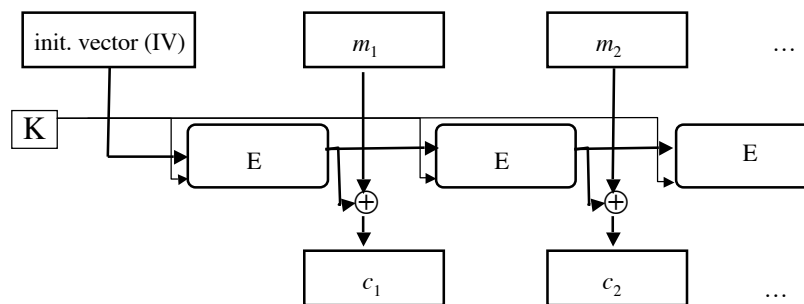 init. vector (IV) m₁ m₂ …
K
E E E
c₁ c₂ …